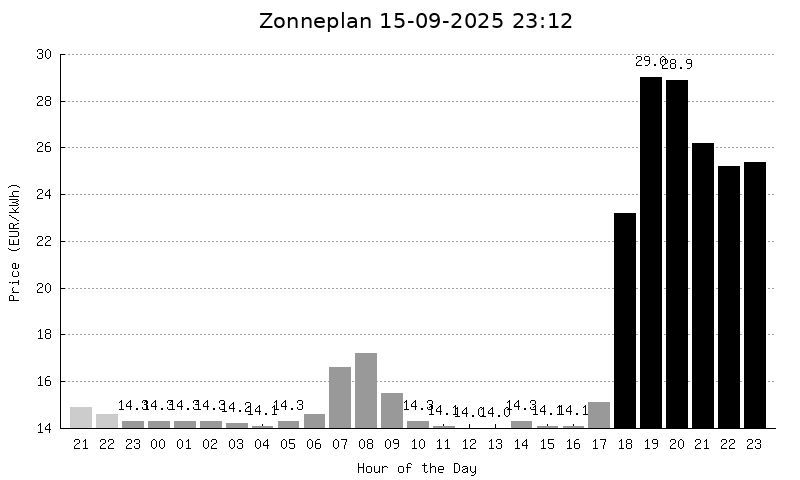 Zonneplan 15-09-2025 23:12
30
28
26
24
22
20
18
16
14
Price (EUR/kWh)
29.0 28.9
14.3 14.3 14.3 14.3 14.2 14.1 14.3 14.3 14.1 14.0 14.0 14.3 14.1 14.1
21 22 23 00 01 02 03 04 05 06 07 08 09 10 11 12 13 14 15 16 17 18 19 20 21 22 23
Hour of the Day